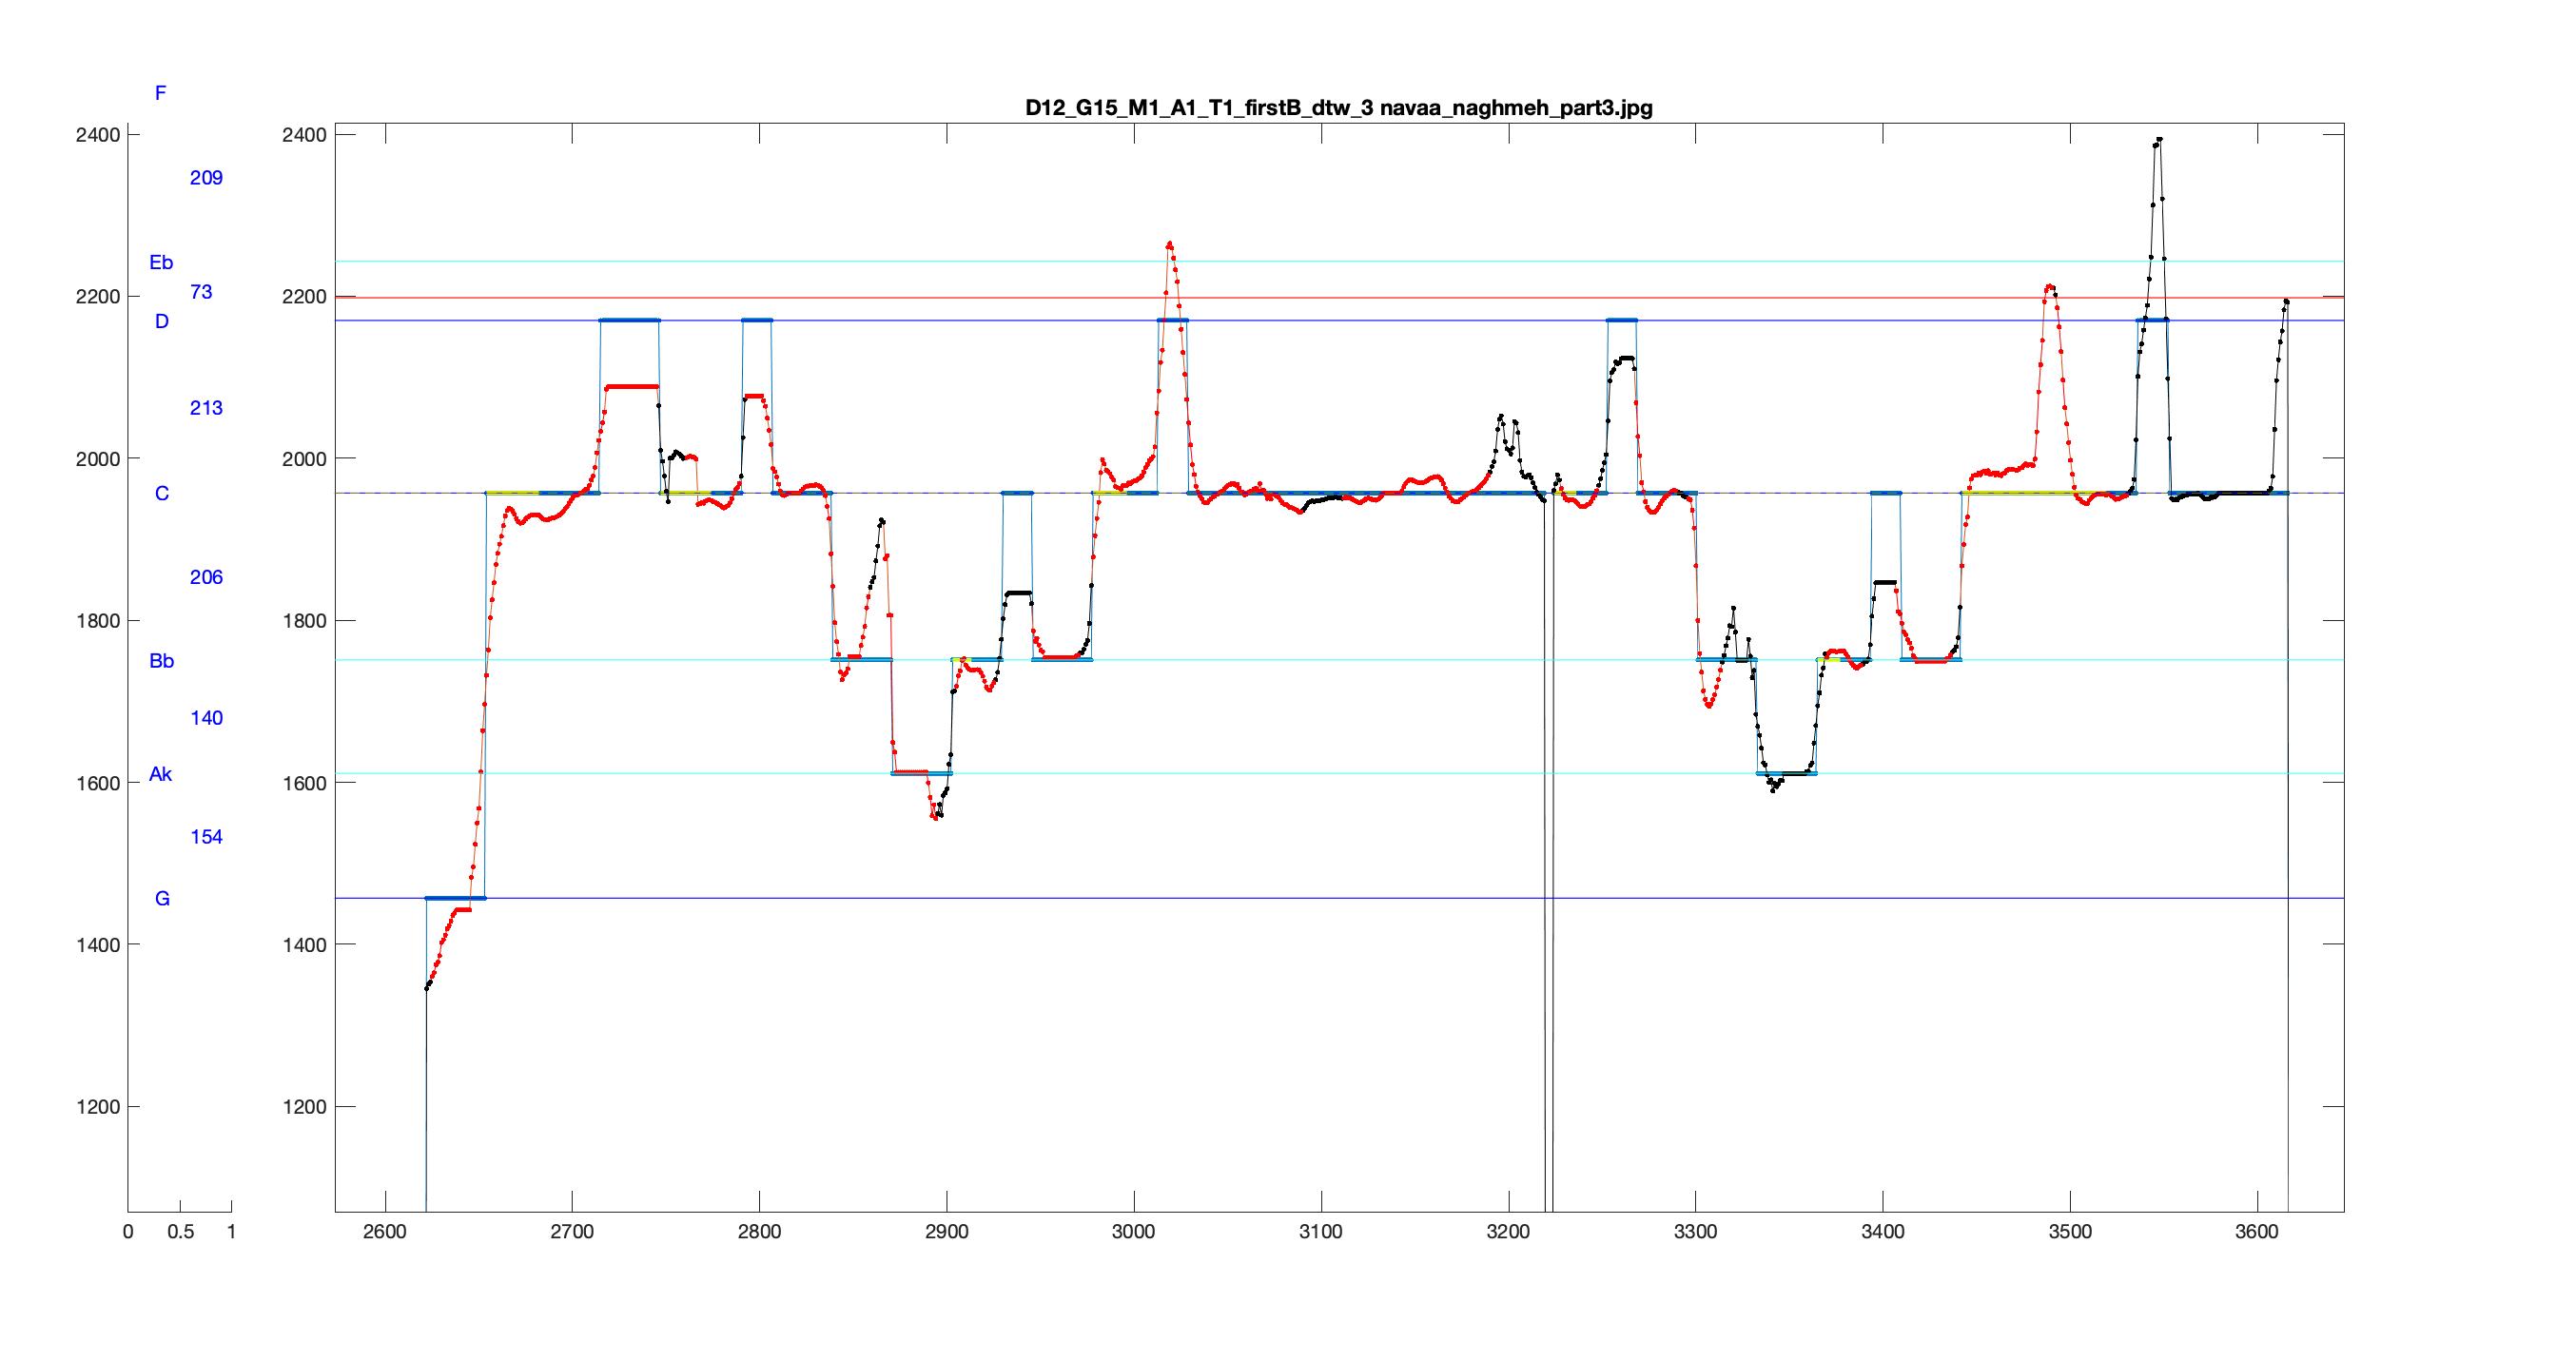 D12_G15_M1_A1_T1_firstB_dtw_3 navaa_naghmeh_part3.jpg
F
2400 2400
209
Eb
2200 73 2200
D
213
2000 2000
C
206
1800 1800
Bb
140
Ak
1600 1600
154
G
1400 1400
1200 1200
0 0.5 1 2600 2700 2800 2900 3000 3100 3200 3300 3400 3500 3600